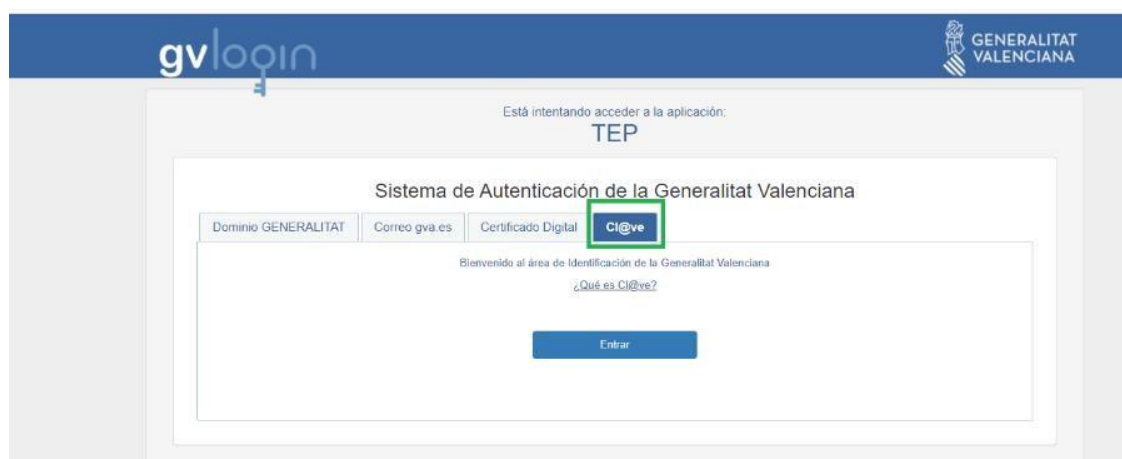 gvlogin
GENERALITAT
VALENCIANA
Está intentando acceder a la aplicación:
TEP
Sistema de Autenticación de la Generalitat Valenciana
Dominio GENERALITAT Correo gva.es Certificado Digital Cl@ve
Bienvenido al área de Identificación de la Generalitat Valenciana
¿Qué es Cl@ve?
Entrar